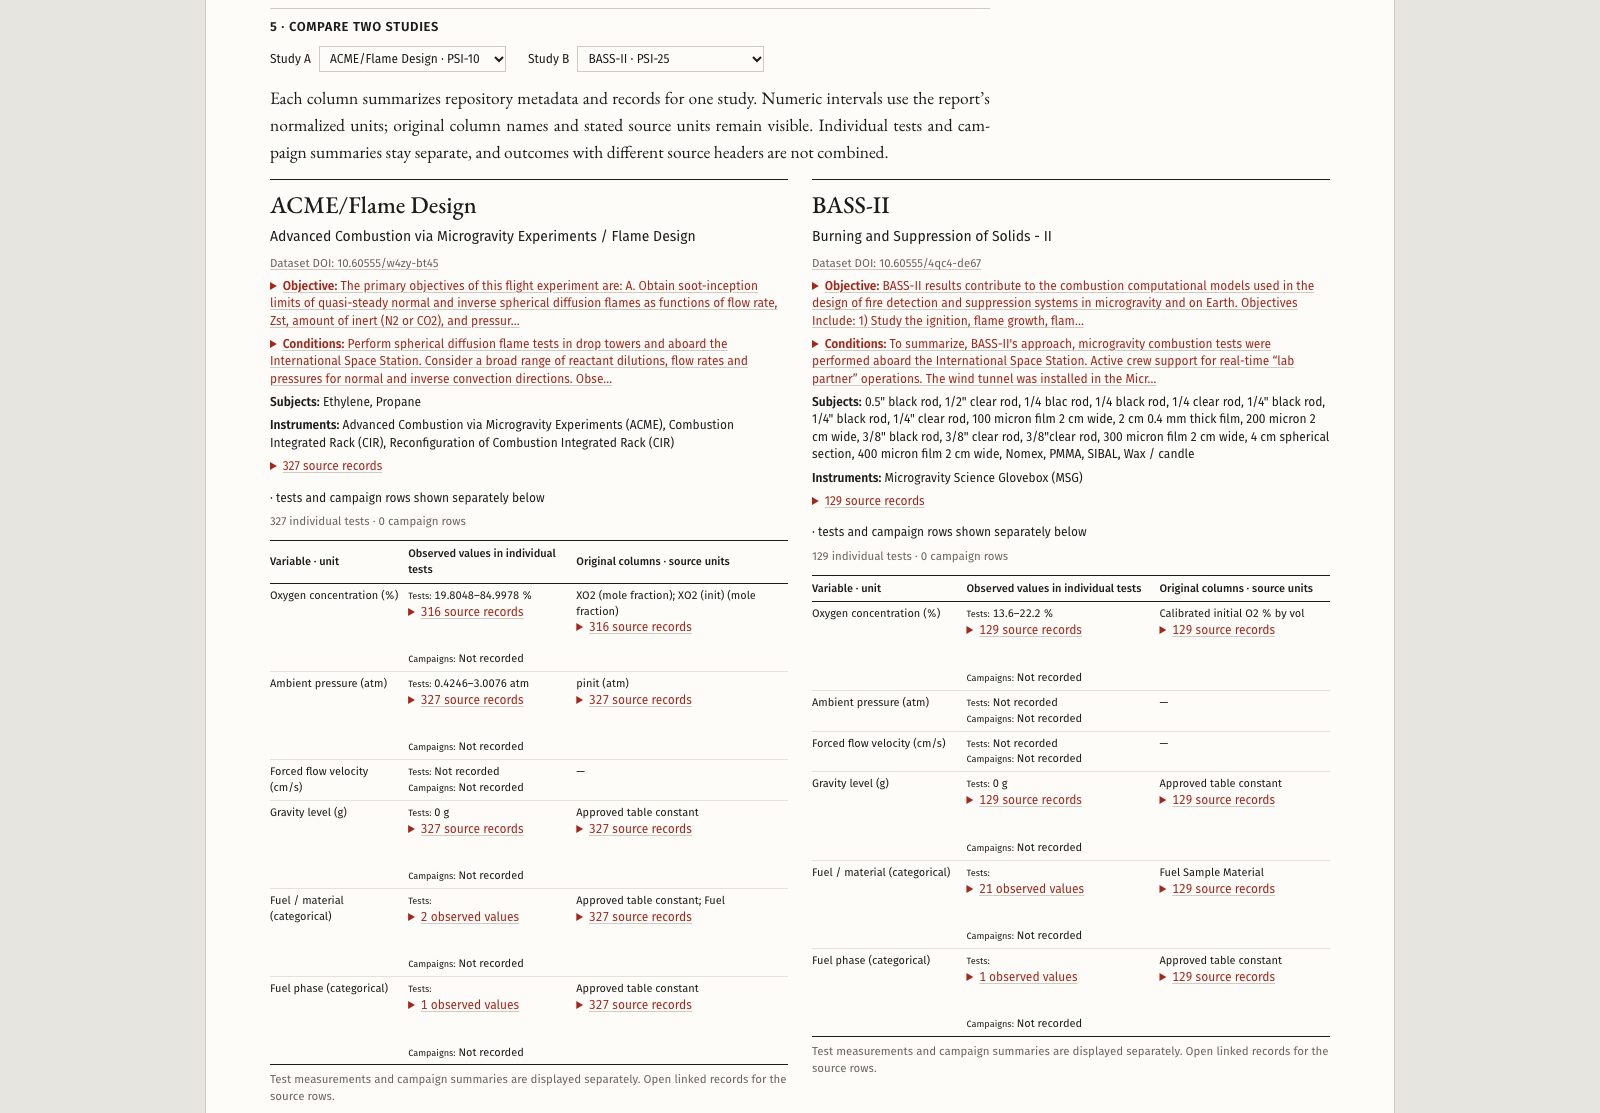 5 · COMPARE TWO STUDIES
Study A ACME/Flame Design · PSI-10 Study B BASS-II · PSI-25
Each column summarizes repository metadata and records for one study. Numeric intervals use the report’s
normalized units; original column names and stated source units remain visible. Individual tests and cam-
paign summaries stay separate, and outcomes with different source headers are not combined.
ACME/Flame Design
Advanced Combustion via Microgravity Experiments / Flame Design
Dataset DOI: 10.60555/w4zy-bt45
▶ Objective: The primary objectives of this flight experiment are: A. Obtain soot-inception
limits of quasi-steady normal and inverse spherical diffusion flames as functions of flow rate,
Zst, amount of inert (N2 or CO2), and pressur...
▶ Conditions: Perform spherical diffusion flame tests in drop towers and aboard the
International Space Station. Consider a broad range of reactant dilutions, flow rates and
pressures for normal and inverse convection directions. Obse...
Subjects: Ethylene, Propane
Instruments: Advanced Combustion via Microgravity Experiments (ACME), Combustion
Integrated Rack (CIR), Reconfiguration of Combustion Integrated Rack (CIR)
▶ 327 source records
· tests and campaign rows shown separately below
327 individual tests · 0 campaign rows
Variable · unit Observed values in individual tests Original columns · source units
Oxygen concentration (%) Tests: 19.8048–84.9978 % XO2 (mole fraction); XO2 (init) (mole
fraction)
▶ 316 source records ▶ 316 source records
Campaigns: Not recorded
Ambient pressure (atm) Tests: 0.4246–3.0076 atm pinit (atm)
▶ 327 source records ▶ 327 source records
Campaigns: Not recorded
Forced flow velocity
(cm/s)
Tests: Not recorded —
Campaigns: Not recorded
Gravity level (g) Tests: 0 g Approved table constant
▶ 327 source records ▶ 327 source records
Campaigns: Not recorded
Fuel / material
(categorical)
Tests: Approved table constant; Fuel
▶ 2 observed values ▶ 327 source records
Campaigns: Not recorded
Fuel phase (categorical) Tests: Approved table constant
▶ 1 observed values ▶ 327 source records
Campaigns: Not recorded
Test measurements and campaign summaries are displayed separately. Open linked records for the
source rows.
BASS-II
Burning and Suppression of Solids - II
Dataset DOI: 10.60555/4qc4-de67
▶ Objective: BASS-II results contribute to the combustion computational models used in the
design of fire detection and suppression systems in microgravity and on Earth. Objectives
Include: 1) Study the ignition, flame growth, flam...
▶ Conditions: To summarize, BASS-II's approach, microgravity combustion tests were
performed aboard the International Space Station. Active crew support for real-time “lab
partner” operations. The wind tunnel was installed in the Micr...
Subjects: 0.5" black rod, 1/2" clear rod, 1/4 blac rod, 1/4 black rod, 1/4 clear rod, 1/4" black rod,
1/4" black rod, 1/4" clear rod, 100 micron film 2 cm wide, 2 cm 0.4 mm thick film, 200 micron 2
cm wide, 3/8" black rod, 3/8" clear rod, 3/8"clear rod, 300 micron film 2 cm wide, 4 cm spherical
section, 400 micron film 2 cm wide, Nomex, PMMA, SIBAL, Wax / candle
Instruments: Microgravity Science Glovebox (MSG)
▶ 129 source records
· tests and campaign rows shown separately below
129 individual tests · 0 campaign rows
Variable · unit Observed values in individual tests Original columns · source units
Oxygen concentration (%) Tests: 13.6–22.2 % Calibrated initial O2 % by vol
▶ 129 source records ▶ 129 source records
Campaigns: Not recorded
Ambient pressure (atm) Tests: Not recorded —
Campaigns: Not recorded
Forced flow velocity (cm/s) Tests: Not recorded —
Campaigns: Not recorded
Gravity level (g) Tests: 0 g Approved table constant
▶ 129 source records ▶ 129 source records
Campaigns: Not recorded
Fuel / material (categorical) Tests: Fuel Sample Material
▶ 21 observed values ▶ 129 source records
Campaigns: Not recorded
Fuel phase (categorical) Tests: Approved table constant
▶ 1 observed values ▶ 129 source records
Campaigns: Not recorded
Test measurements and campaign summaries are displayed separately. Open linked records for the
source rows.